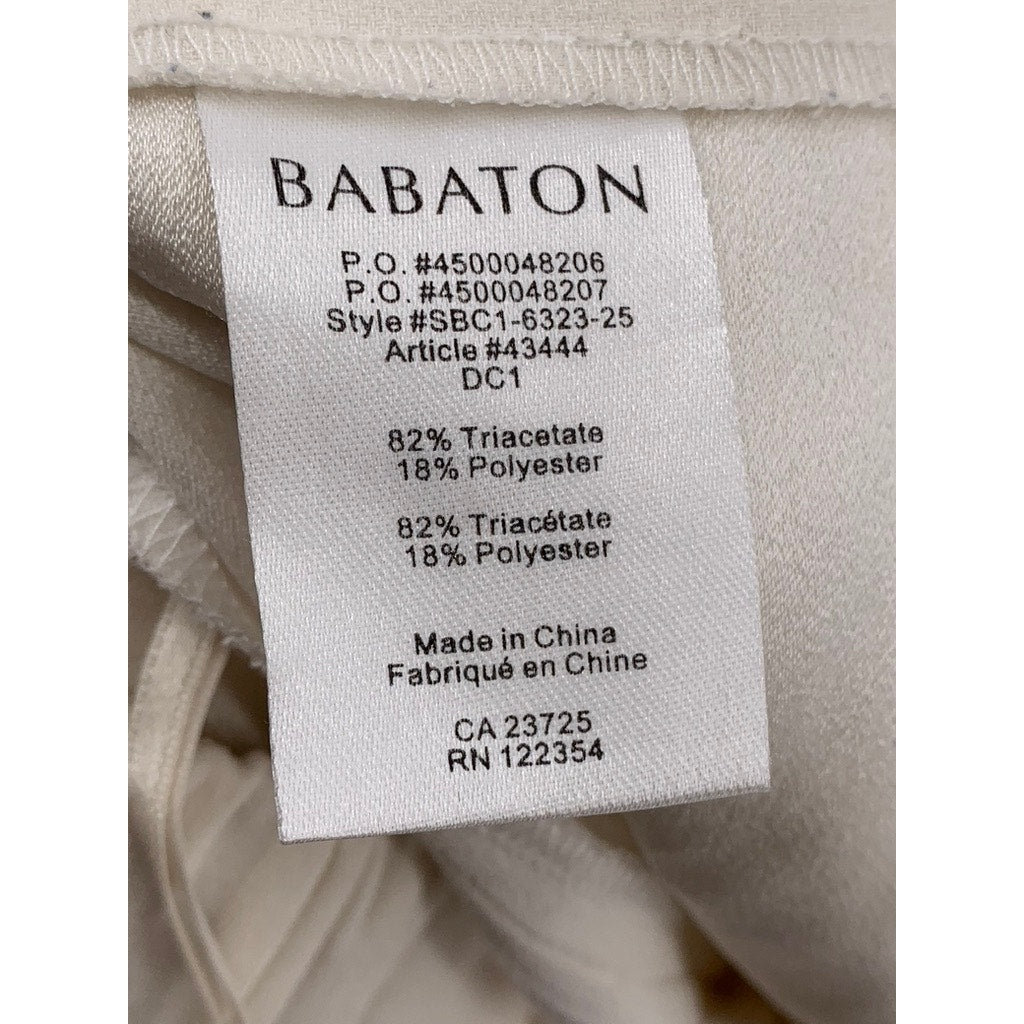 BABATON
P.O. #4500048206
P.O. #4500048207
Style #SBC1-6323-25
Article #43444
DC1
82% Triacetate
18% Polyester
82% Triacétate
18% Polyester
Made in China
Fabriqué en Chine
CA 23725
RN 122354